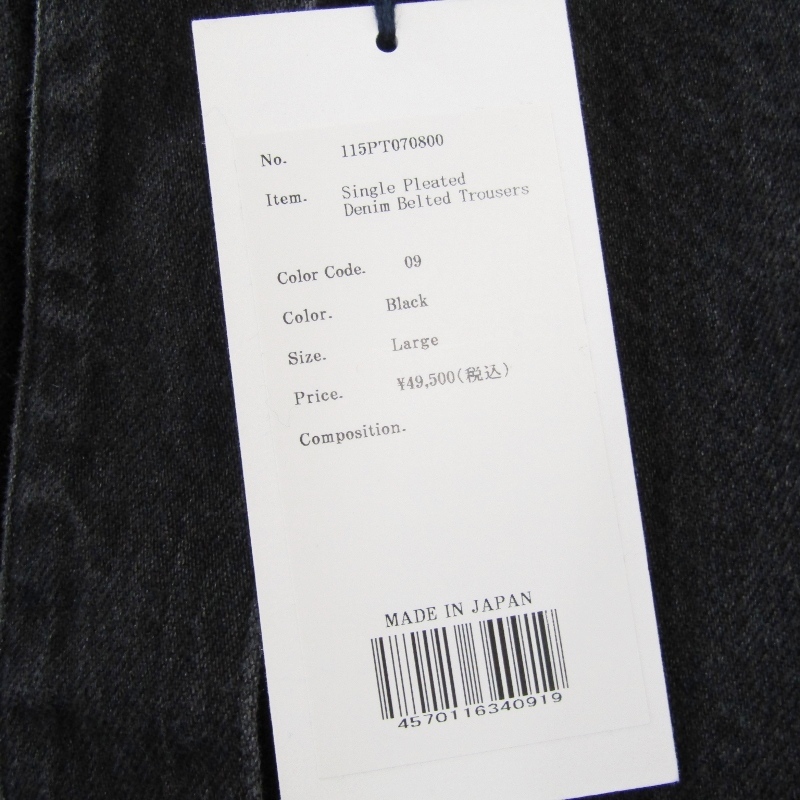 No. 115PT070800
Item. Single Pleated
Denim Belted Trousers
Color Code. 09
Color. Black
Size. Large
Price. ¥49,500(税込)
Composition.
MADE IN JAPAN
4570116340919